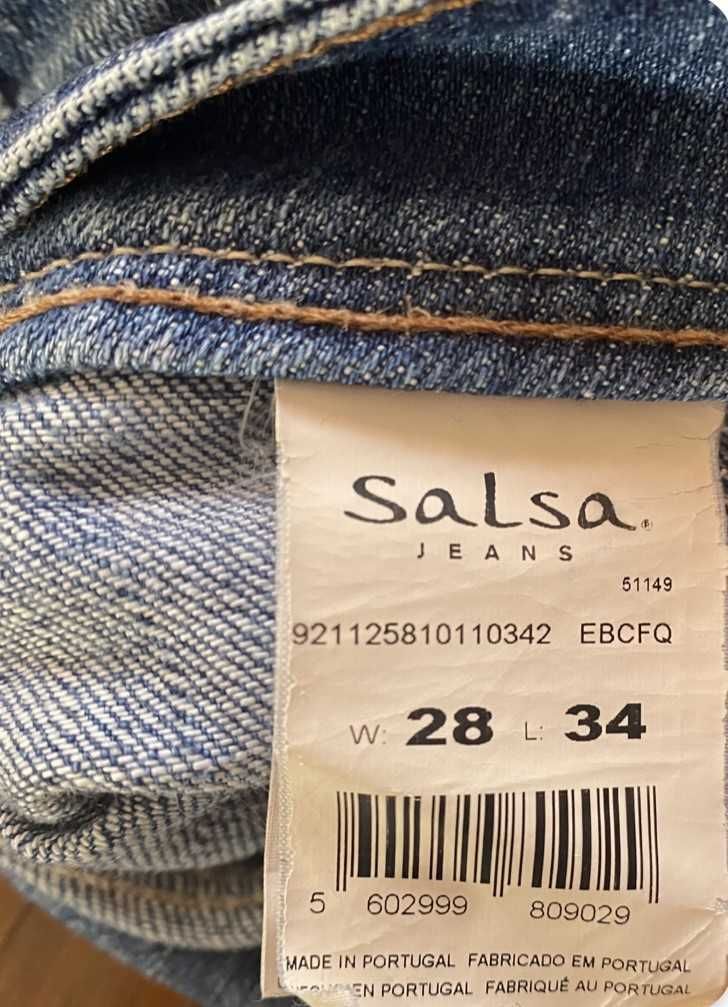 Salsa®
JEANS
51149
921125810110342 EBCFQ
W: 28 L: 34
5 602999 809029
MADE IN PORTUGAL FABRICADO EM PORTUGAL
EN PORTUGAL FABRIQUÉ AU PORTUGAL